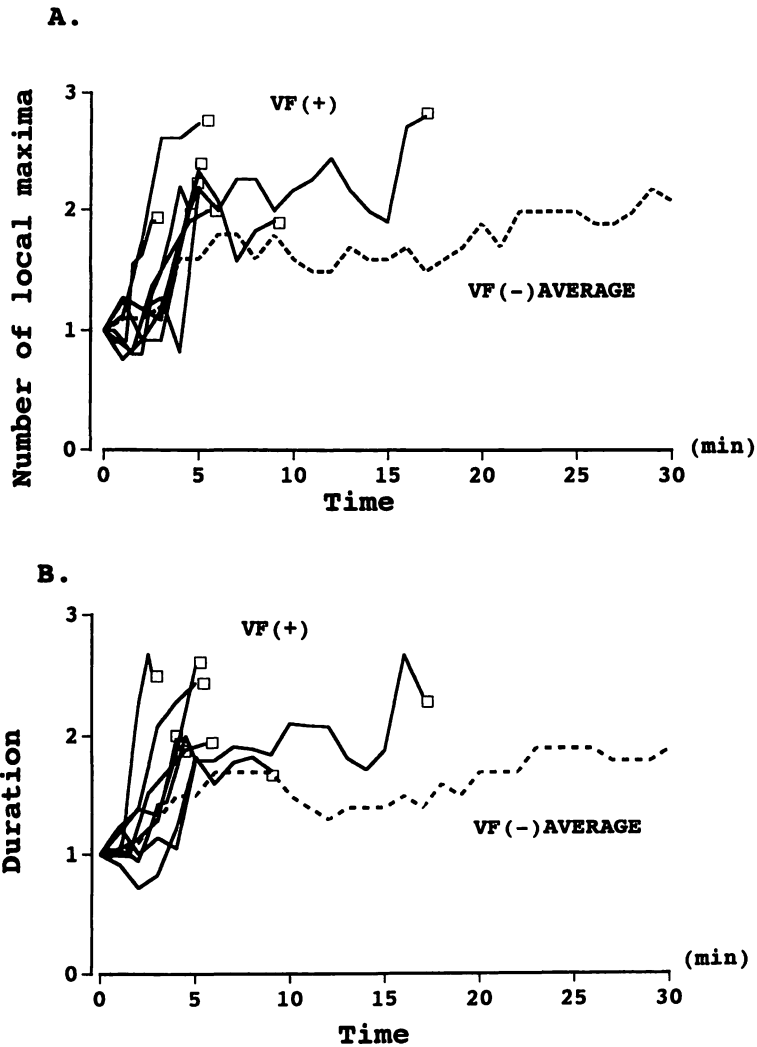 A.
Number of local maxima
3
2
1
0
VF(+)
VF(-)AVERAGE
0 5 10 15 20 25 30
(min)
Time
B.
Duration
3
2
1
0
VF(+)
VF(-)AVERAGE
0 5 10 15 20 25 30
(min)
Time